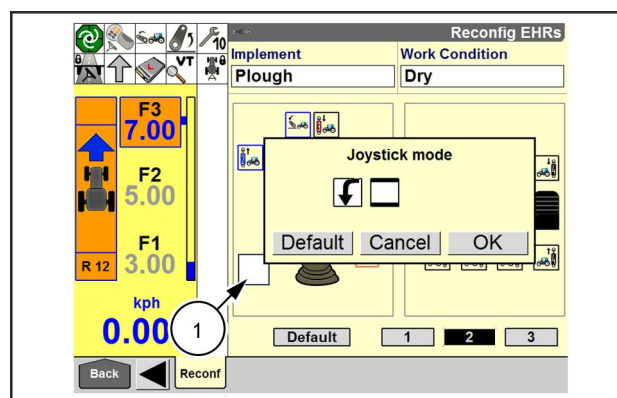 10
VT
Reconfig EHRs
Implement
Work Condition
Plough
Dry
F3
7.00
F2
5.00
F1
3.00
R 12
kph
0.00
Joystick mode
Default Cancel OK
1
Default 1 2 3
Back Reconf